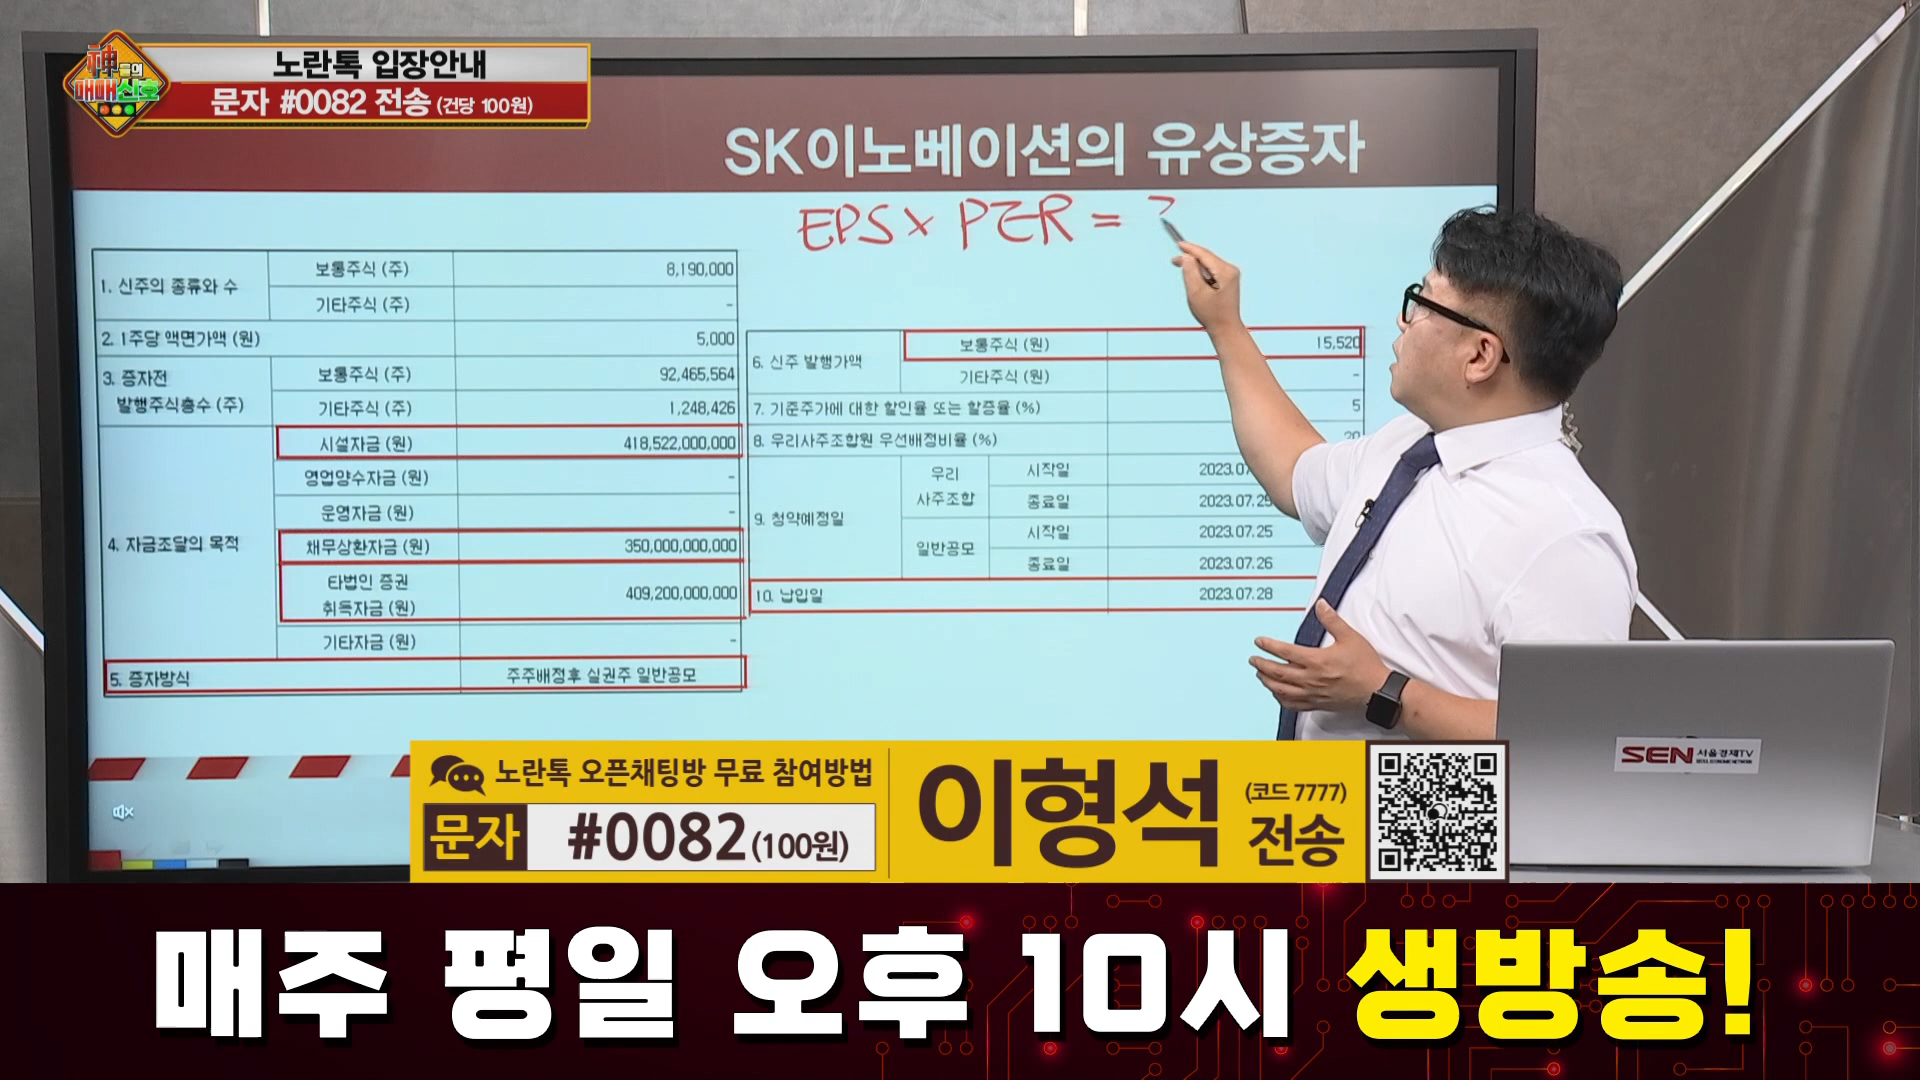 神들의
매매신호
노란톡 입장안내
문자 #0082 전송 (건당 100원)
SK이노베이션의 유상증자
EPS × PER = ?
1. 신주의 종류와 수
보통주식 (주) 8,190,000
기타주식 (주) -
2. 1주당 액면가액 (원) 5,000
3. 증자전
발행주식총수 (주)
보통주식 (주) 92,465,564
기타주식 (주) 1,248,426
4. 자금조달의 목적
시설자금 (원) 418,522,000,000
영업양수자금 (원) -
운영자금 (원) -
채무상환자금 (원) 350,000,000,000
타법인 증권
취득자금 (원) 409,200,000,000
기타자금 (원) -
5. 증자방식 주주배정후 실권주 일반공모
6. 신주 발행가액
보통주식 (원) 15,520
기타주식 (원) -
7. 기준주가에 대한 할인율 또는 할증율 (%) 5
8. 우리사주조합원 우선배정비율 (%) 20
9. 청약예정일
우리
사주조합
시작일 2023.07.
종료일 2023.07.25
일반공모
시작일 2023.07.25
종료일 2023.07.26
10. 납입일 2023.07.28
SEN 서울경제TV
노란톡 오픈채팅방 무료 참여방법
문자 #0082 (100원)
이형석
(코드 7777)
전송
매주 평일 오후 10시 생방송!